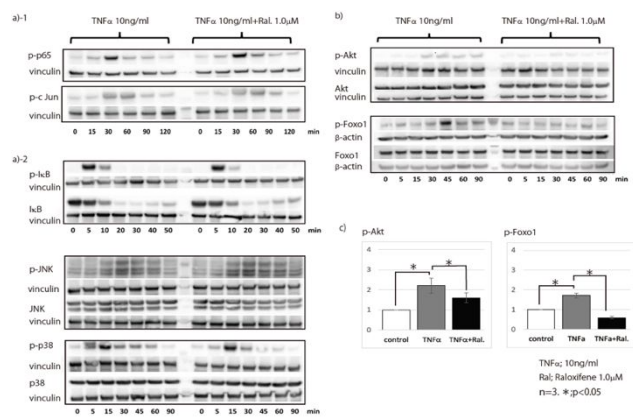 a)-1
TNFα 10ng/ml
TNFα 10ng/ml+Ral. 1.0μM
p-p65
vinculin
p-c Jun
vinculin
0 15 30 60 90 120 0 15 30 60 90 120 min
a)-2
p-IκB
vinculin
IκB
vinculin
0 5 10 20 30 40 50 0 5 10 20 30 40 50 min
p-JNK
vinculin
JNK
vinculin
p-p38
vinculin
p38
vinculin
0 5 15 30 45 60 90 0 5 15 30 45 60 90 min
b)
TNFα 10ng/ml
TNFα 10ng/ml+Ral. 1.0μM
p-Akt
vinculin
Akt
vinculin
p-Foxo1
β-actin
Foxo1
β-actin
0 5 15 30 45 60 90 0 5 15 30 45 60 90 min
c)
p-Akt
4
3
2
1
0
*
*
control TNFα TNFα+Ral.
p-Foxo1
4
3
2
1
0
*
*
control TNFa TNFa+Ral.
TNFα; 10ng/ml
Ral; Raloxifene 1.0μM
n=3. *;p<0.05